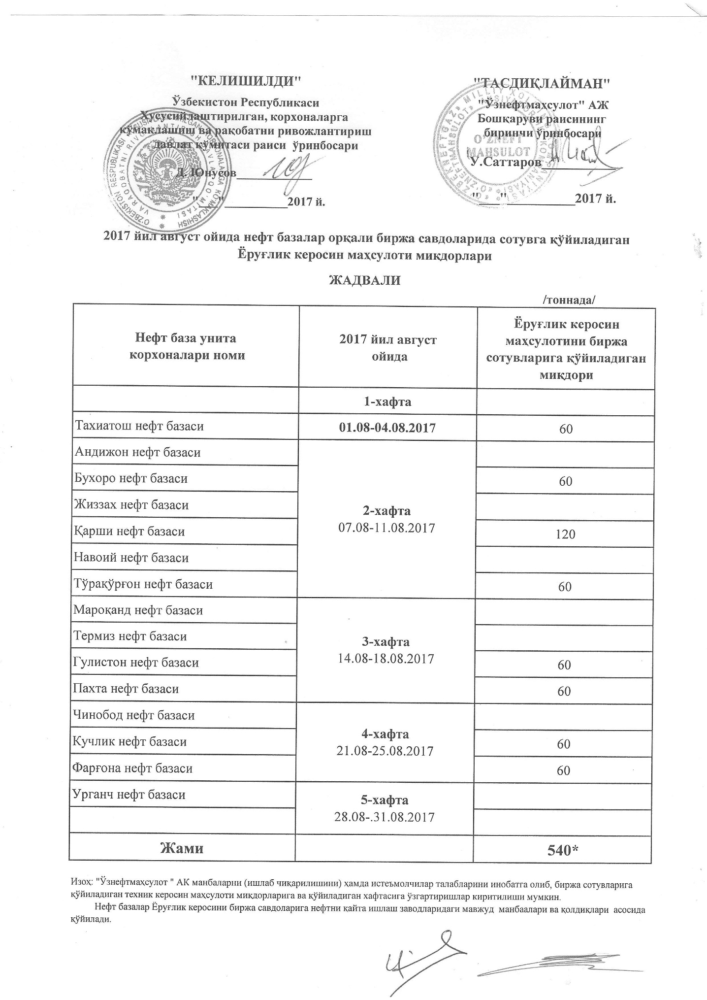 "КЕЛИШИЛДИ"
Ўзбекистон Республикаси
Хусусийлаштирилган, корхоналарга
кўмаклашиш ва рақобатни ривожлантириш
давлат қўмитаси раиси ўринбосари
Д. Юнусов____________
"___"__________2017 й.
"ТАСДИҚЛАЙМАН"
"Ўзнефтмаҳсулот" АЖ
Бошқаруви раисининг
биринчи ўринбосари
O'ZNEFT
MAHSULOT
У.Саттаров____________
"___"__________2017 й.
2017 йил август ойида нефт базалар орқали биржа савдоларида сотувга қўйиладиган
Ёруғлик керосин маҳсулоти миқдорлари
ЖАДВАЛИ
/тоннада/
Нефт база унита
корхоналари номи
2017 йил август
ойида
Ёруғлик керосин
маҳсулотини биржа
сотувларига қўйиладиган
миқдори
1-хафта
Тахиатош нефт базаси
01.08-04.08.2017
60
Андижон нефт базаси
Бухоро нефт базаси
60
Жиззах нефт базаси
2-хафта
07.08-11.08.2017
Қарши нефт базаси
120
Навоий нефт базаси
Тўрақўрғон нефт базаси
60
Мароқанд нефт базаси
Термиз нефт базаси
3-хафта
14.08-18.08.2017
Гулистон нефт базаси
60
Пахта нефт базаси
60
Чинобод нефт базаси
4-хафта
21.08-25.08.2017
Кучлик нефт базаси
60
Фарғона нефт базаси
60
Урганч нефт базаси
5-хафта
28.08-.31.08.2017
Жами
540*
Изоҳ: "Ўзнефтмаҳсулот " АК манбаларни (ишлаб чиқарилишини) ҳамда истеъмолчилар талабларини инобатга олиб, биржа сотувларига
қўйиладиган техник керосин маҳсулоти миқдорларига ва қўйиладиган хафтасига ўзгартиришлар киритилиши мумкин.
Нефт базалар Ёруғлик керосини биржа савдоларига нефтни қайта ишлаш заводларидаги мавжуд манбаалари ва қолдиқлари асосида
қўйилади.